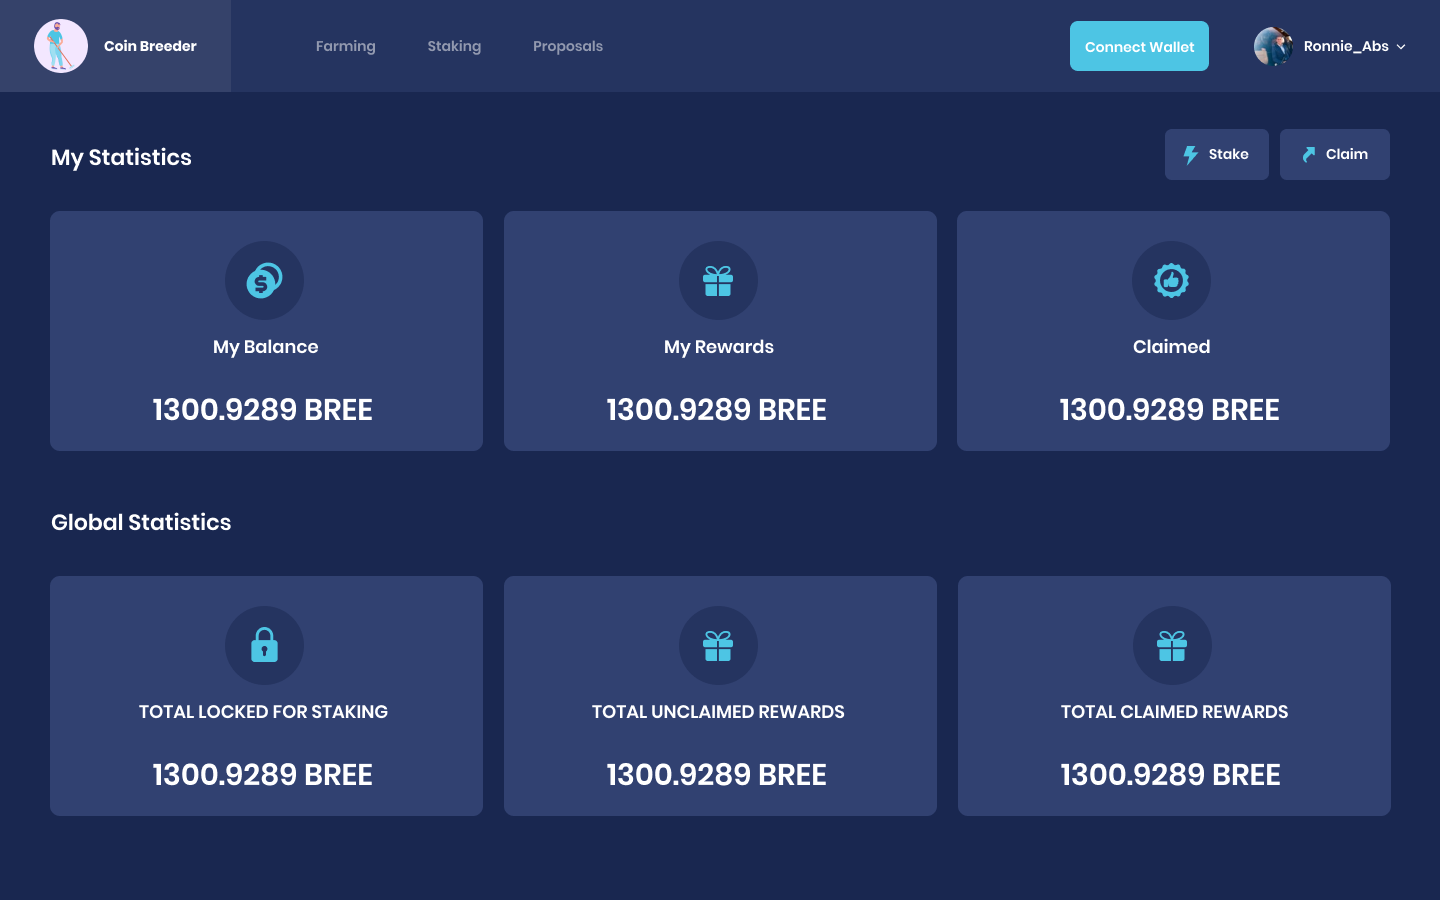 Coin Breeder
Farming
Staking
Proposals
Connect Wallet
Ronnie_Abs
My Statistics
Stake
Claim
My Balance
1300.9289 BREE
My Rewards
1300.9289 BREE
Claimed
1300.9289 BREE
Global Statistics
TOTAL LOCKED FOR STAKING
1300.9289 BREE
TOTAL UNCLAIMED REWARDS
1300.9289 BREE
TOTAL CLAIMED REWARDS
1300.9289 BREE